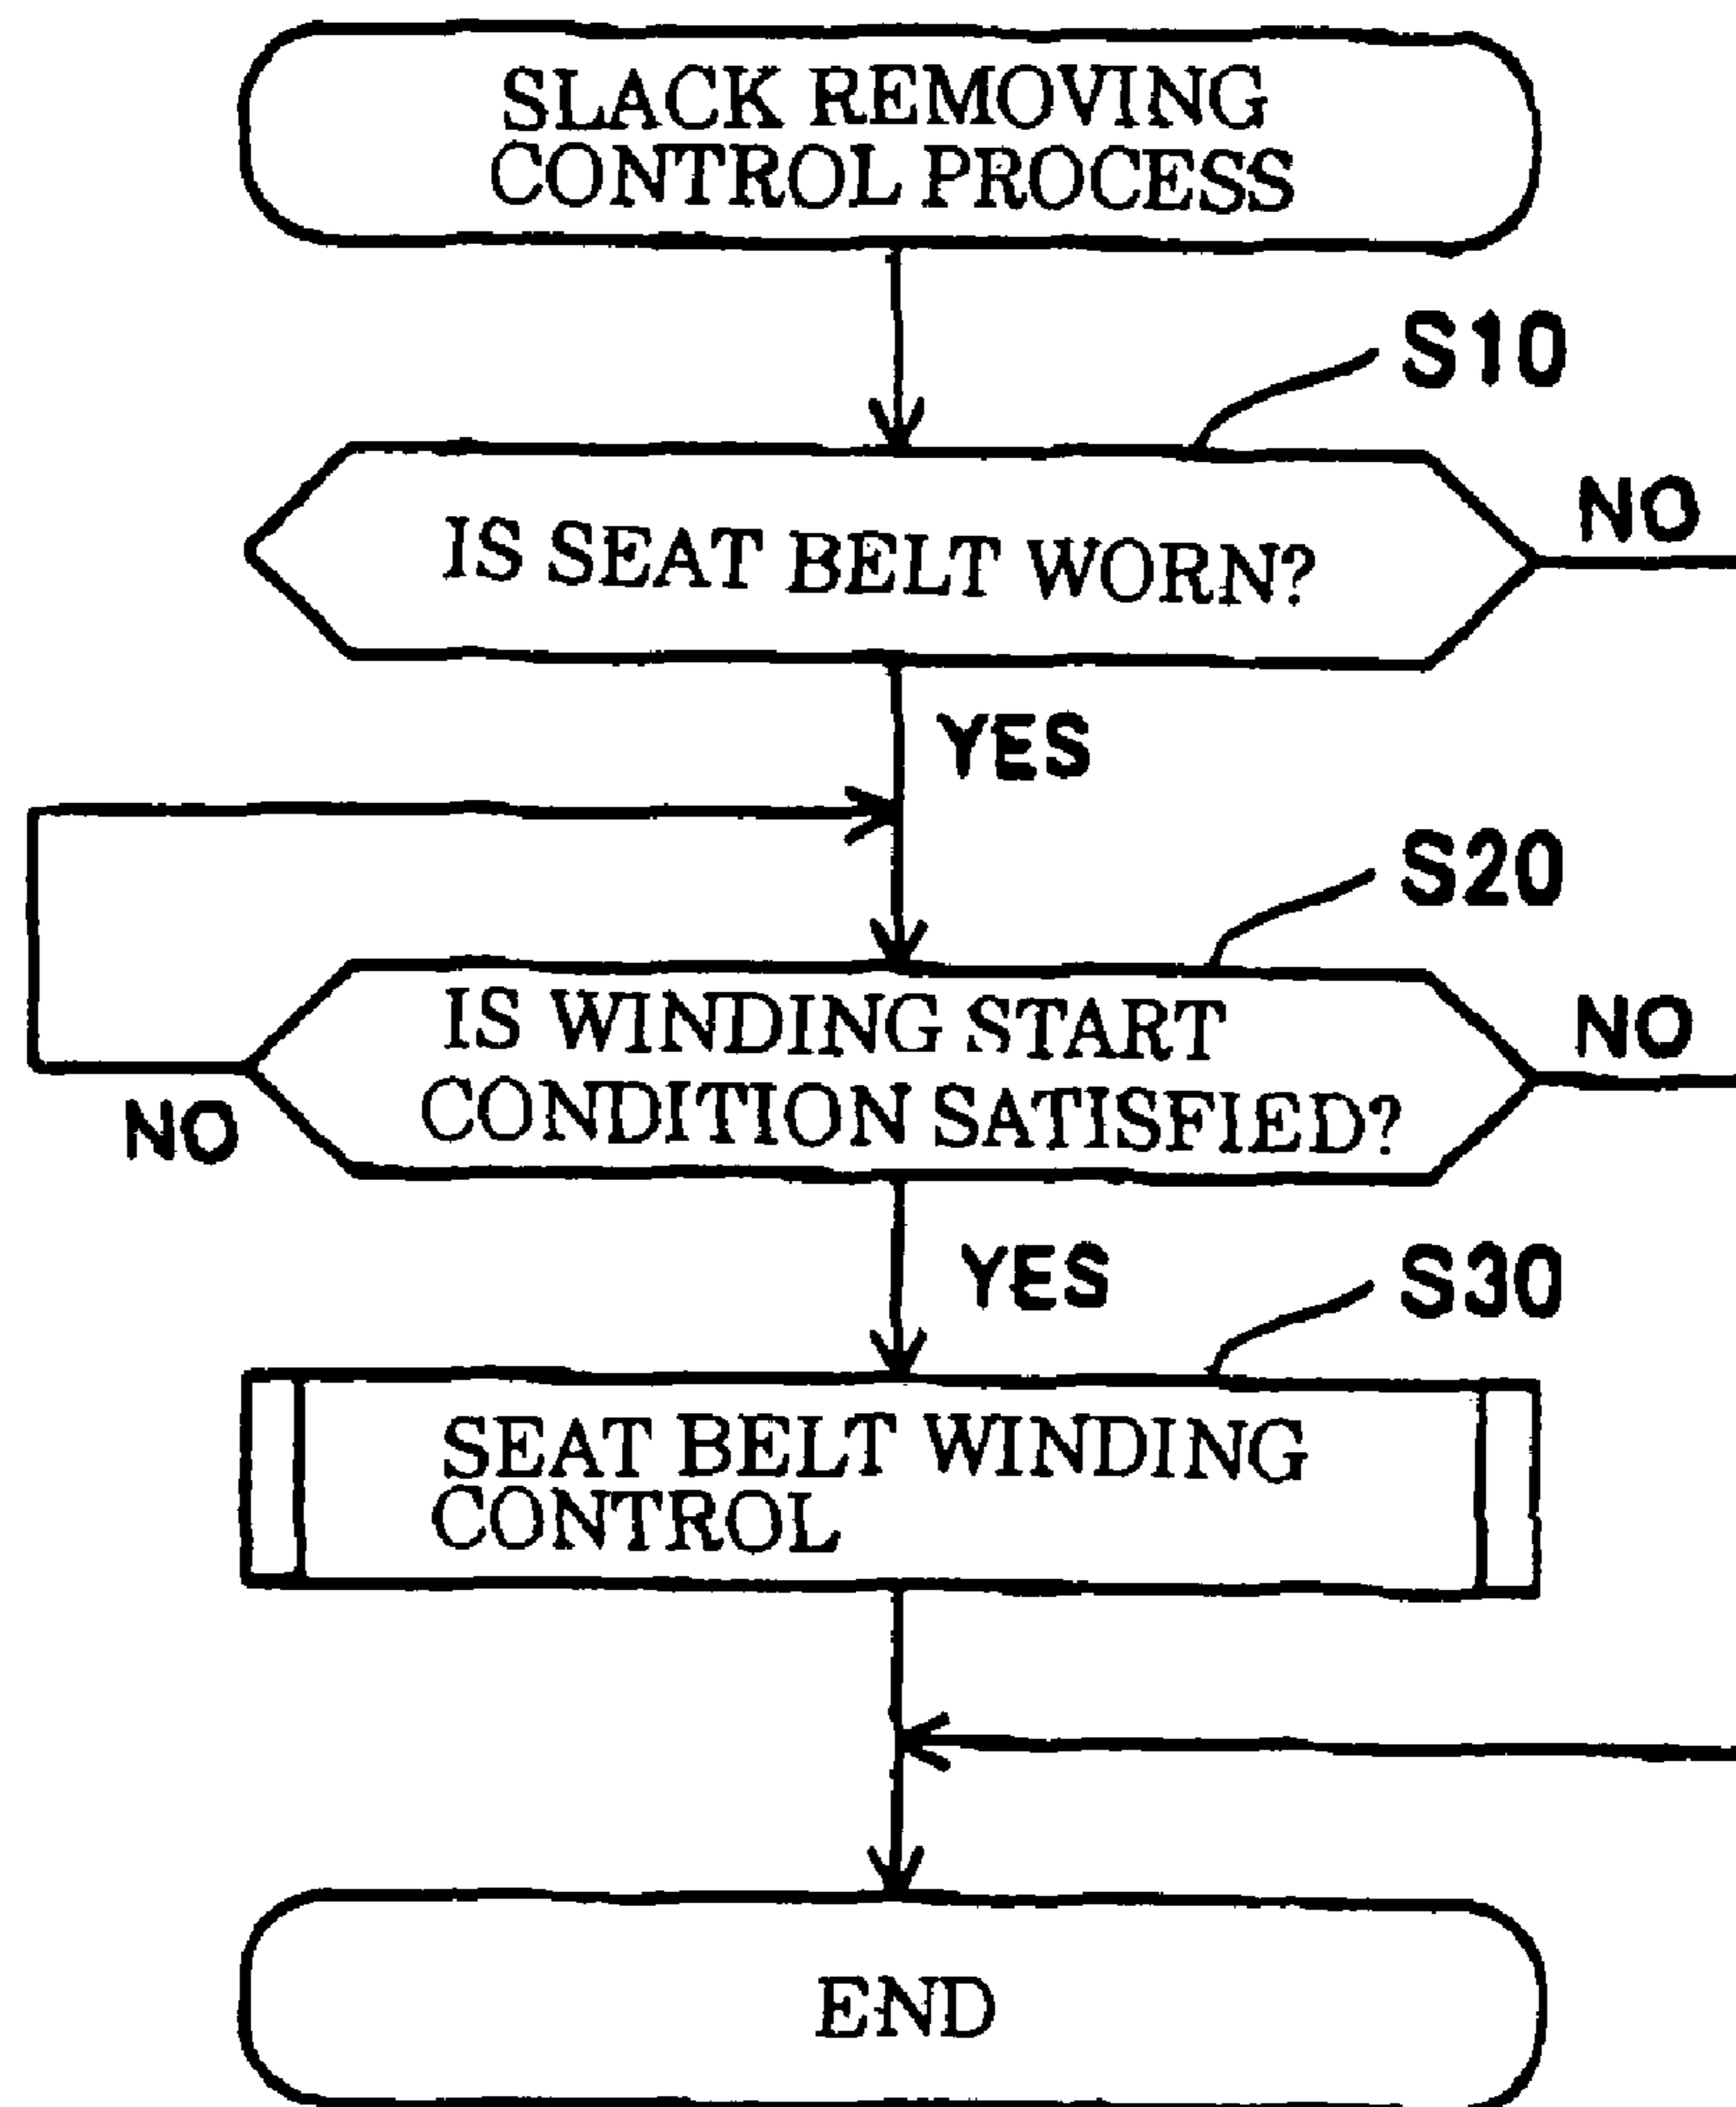 SLACK REMOVING
CONTROL PROCESS
S10
NO
IS SEAT BELT WORN?
YES
S20
IS WINDING START
CONDITION SATISFIED?
NO
NO
YES
S30
SEAT BELT WINDING
CONTROL
END